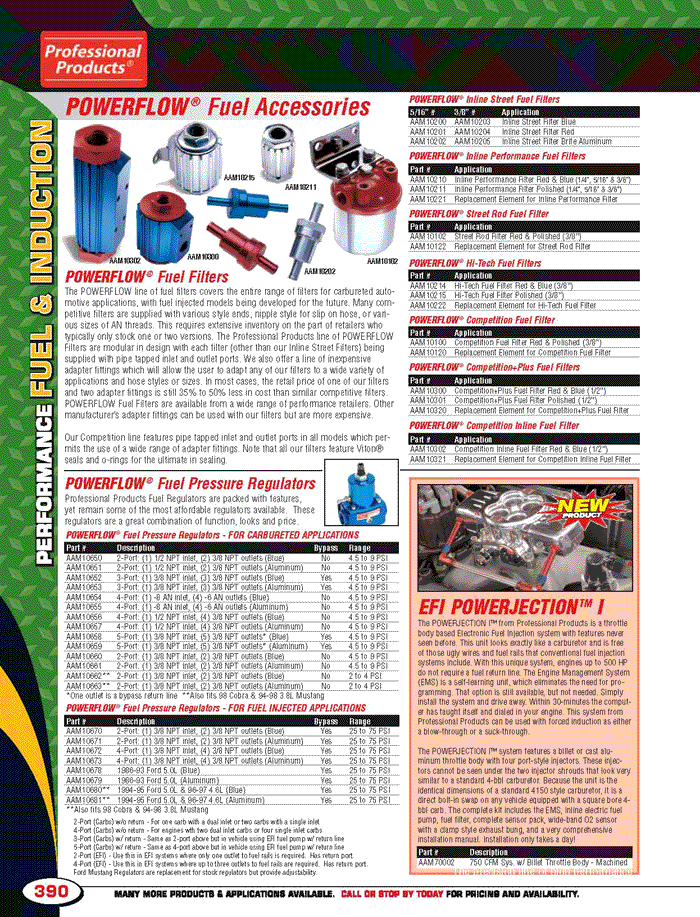 Professional
Products®
PERFORMANCE FUEL & INDUCTION
POWERFLOW® Fuel Accessories
AAM10215
AAM10211
AAM10302
AAM10300
AAM10202
AAM10102
POWERFLOW® Fuel Filters
The POWERFLOW line of fuel filters covers the entire range of filters for carbureted auto-
motive applications, with fuel injected models being developed for the future. Many com-
petitive filters are supplied with various style ends, nipple style for slip on hose, or vari-
ous sizes of AN threads. This requires extensive inventory on the part of retailers who
typically only stock one or two versions. The Professional Products line of POWERFLOW
Filters are modular in design with each filter (other than our Inline Street Filters) being
supplied with pipe tapped inlet and outlet ports. We also offer a line of inexpensive
adapter fittings which will allow the user to adapt any of our filters to a wide variety of
applications and hose styles or sizes. In most cases, the retail price of one of our filters
and two adapter fittings is still 35% to 50% less in cost than similar competitive filters.
POWERFLOW Fuel Filters are available from a wide range of performance retailers. Other
manufacturer's adapter fittings can be used with our filters but are more expensive.
Our Competition line features pipe tapped inlet and outlet ports in all models which per-
mits the use of a wide range of adapter fittings. Note that all our filters feature Viton®
seals and o-rings for the ultimate in sealing.
POWERFLOW® Fuel Pressure Regulators
Professional Products Fuel Regulators are packed with features,
yet remain some of the most affordable regulators available. These
regulators are a great combination of function, looks and price.
POWERFLOW® Fuel Pressure Regulators - FOR CARBURETED APPLICATIONS
Part # Description Bypass Range
AAM10650 2-Port: (1) 1/2 NPT inlet, (2) 3/8 NPT outlets (Blue) No 4.5 to 9 PSI
AAM10651 2-Port: (1) 1/2 NPT inlet, (2) 3/8 NPT outlets (Aluminum) No 4.5 to 9 PSI
AAM10652 3-Port: (1) 3/8 NPT inlet, (3) 3/8 NPT outlets (Blue) Yes 4.5 to 9 PSI
AAM10653 3-Port: (1) 3/8 NPT inlet, (3) 3/8 NPT outlets (Aluminum) Yes 4.5 to 9 PSI
AAM10654 4-Port: (1) -8 AN inlet, (4) -6 AN outlets (Blue) No 4.5 to 9 PSI
AAM10655 4-Port: (1) -8 AN inlet, (4) -6 AN outlets (Aluminum) No 4.5 to 9 PSI
AAM10656 4-Port: (1) 1/2 NPT inlet, (4) 3/8 NPT outlets (Blue) No 4.5 to 9 PSI
AAM10657 4-Port: (1) 1/2 NPT inlet, (4) 3/8 NPT outlets (Aluminum) No 4.5 to 9 PSI
AAM10658 5-Port: (1) 3/8 NPT inlet, (5) 3/8 NPT outlets* (Blue) Yes 4.5 to 9 PSI
AAM10659 5-Port: (1) 3/8 NPT inlet, (5) 3/8 NPT outlets* (Aluminum) Yes 4.5 to 9 PSI
AAM10660 2-Port: (1) 3/8 NPT inlet, (2) 3/8 NPT outlets (Blue) No 4.5 to 9 PSI
AAM10661 2-Port: (1) 3/8 NPT inlet, (2) 3/8 NPT outlets (Aluminum) No 4.5 to 9 PSI
AAM10662** 2-Port: (1) 3/8 NPT inlet, (2) 3/8 NPT outlets (Blue) No 2 to 4 PSI
AAM10663** 2-Port: (1) 3/8 NPT inlet, (2) 3/8 NPT outlets (Aluminum) No 2 to 4 PSI
*One outlet is a bypass return line **Also fits 98 Cobra & 94-98 3.8L Mustang
POWERFLOW® Fuel Pressure Regulators - FOR FUEL INJECTED APPLICATIONS
Part # Description Bypass Range
AAM10670 2-Port: (1) 3/8 NPT inlet, (2) 3/8 NPT outlets (Blue) Yes 25 to 75 PSI
AAM10671 2-Port: (1) 3/8 NPT inlet, (2) 3/8 NPT outlets (Aluminum) Yes 25 to 75 PSI
AAM10672 4-Port: (1) 3/8 NPT inlet, (4) 3/8 NPT outlets (Blue) Yes 25 to 75 PSI
AAM10673 4-Port: (1) 3/8 NPT inlet, (4) 3/8 NPT outlets (Aluminum) Yes 25 to 75 PSI
AAM10678 1986-93 Ford 5.0L (Blue) Yes 25 to 75 PSI
AAM10679 1986-93 Ford 5.0L (Aluminum) Yes 25 to 75 PSI
AAM10680** 1994-95 Ford 5.0L & 96-97 4.6L (Blue) Yes 25 to 75 PSI
AAM10681** 1994-95 Ford 5.0L & 96-97 4.6L (Aluminum) Yes 25 to 75 PSI
**Also fits 98 Cobra & 94-98 3.8L Mustang
2-Port (Carbs) w/o return - For one carb with a dual inlet or two carbs with a single inlet
4-Port (Carbs) w/o return - For engines with two dual inlet carbs or four single inlet carbs
3-Port (Carbs) w/ return - Same as 2-port above but in vehicle using EFI fuel pump w/ return line
5-Port (Carbs) w/ return - Same as 4-port above but in vehicle using EFI fuel pump w/ return line
2-Port (EFI) - Use this in EFI systems where only one outlet to fuel rails is required. Has return port.
4-Port (EFI) - Use this in EFI systems where up to three outlets to fuel rails are required. Has return port.
Ford Mustang Regulators are replacement for stock regulators but provide adjustability.
POWERFLOW® Inline Street Fuel Filters
5/16" # 3/8" # Application
AAM10200 AAM10203 Inline Street Filter Blue
AAM10201 AAM10204 Inline Street Filter Red
AAM10202 AAM10205 Inline Street Filter Brite Aluminum
POWERFLOW® Inline Performance Fuel Filters
Part # Application
AAM10210 Inline Performance Filter Red & Blue (1/4", 5/16" & 3/8")
AAM10211 Inline Performance Filter Polished (1/4", 5/16" & 3/8")
AAM10221 Replacement Element for Inline Performance Filter
POWERFLOW® Street Rod Fuel Filter
Part # Application
AAM10102 Street Rod Filter Red & Polished (3/8")
AAM10122 Replacement Element for Street Rod Filter
POWERFLOW® Hi-Tech Fuel Filters
Part # Application
AAM10214 Hi-Tech Fuel Filter Red & Blue (3/8")
AAM10215 Hi-Tech Fuel Filter Polished (3/8")
AAM10222 Replacement Element for Hi-Tech Fuel Filter
POWERFLOW® Competition Fuel Filter
Part # Application
AAM10100 Competition Fuel Filter Red & Polished (3/8")
AAM10120 Replacement Element for Competition Fuel Filter
POWERFLOW® Competition+Plus Fuel Filters
Part # Application
AAM10300 Competition+Plus Fuel Filter Red & Blue (1/2")
AAM10301 Competition+Plus Fuel Filter Polished (1/2")
AAM10320 Replacement Element for Competition+Plus Fuel Filter
POWERFLOW® Competition Inline Fuel Filter
Part # Application
AAM10302 Competition Inline Fuel Filter Red & Blue (1/2")
AAM10321 Replacement Element for Competition Inline Fuel Filter
NEW
PRODUCT
EFI POWERJECTION™ I
The POWERJECTION I™ from Professional Products is a throttle
body based Electronic Fuel Injection system with features never
seen before. This unit looks exactly like a carburetor and is free
of those ugly wires and fuel rails that conventional fuel injection
systems include. With this unique system, engines up to 500 HP
do not require a fuel return line. The Engine Management System
(EMS) is a self-learning unit, which eliminates the need for pro-
gramming. That option is still available, but not needed. Simply
install the system and drive away. Within 30-minutes the comput-
er has taught itself and dialed in your engine. This system from
Professional Products can be used with forced induction as either
a blow-through or a suck-through.
The POWERJECTION I™ system features a billet or cast alu-
minum throttle body with four port-style injectors. These injec-
tors cannot be seen under the two injector shrouds that look very
similar to a standard 4-bbl carburetor. Because the unit with the
identical dimensions of a standard 4150 style carburetor, it is a
direct bolt-in swap on any vehicle equipped with a square bore 4-
bbl carb. The complete kit includes the EMS, inline electric fuel
pump, fuel filter, complete sensor pack, wide-band O2 sensor
with a clamp style exhaust bung, and a very comprehensive
installation manual. Installation only takes a day!
Part # Description
AAM70002 750 CFM Sys. w/ Billet Throttle Body - Machined
390
MANY MORE PRODUCTS & APPLICATIONS AVAILABLE. CALL OR STOP BY TODAY FOR PRICING AND AVAILABILITY.